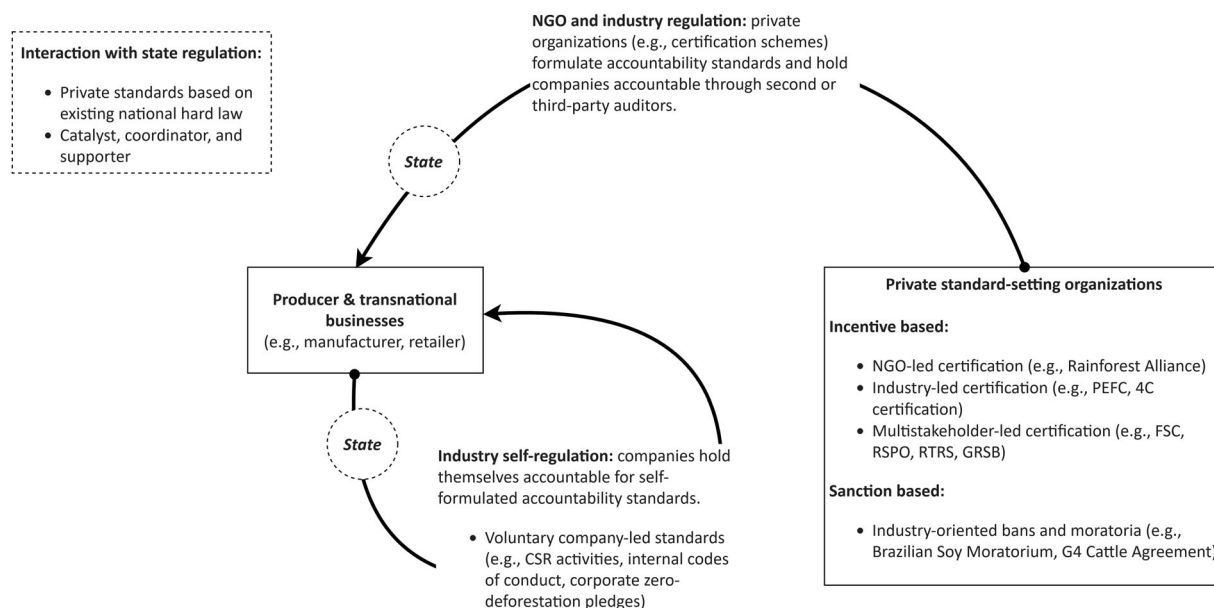 Interaction with state regulation:
• Private standards based on
existing national hard law
• Catalyst, coordinator, and
supporter
NGO and industry regulation: private
organizations (e.g., certification schemes)
formulate accountability standards and hold
companies accountable through second or
third-party auditors.
State
Producer & transnational
businesses
(e.g., manufacturer, retailer)
State
Industry self-regulation: companies hold
themselves accountable for self-
formulated accountability standards.
• Voluntary company-led standards
(e.g., CSR activities, internal codes
of conduct, corporate zero-
deforestation pledges)
Private standard-setting organizations
Incentive based:
• NGO-led certification (e.g., Rainforest Alliance)
• Industry-led certification (e.g., PEFC, 4C
certification)
• Multistakeholder-led certification (e.g., FSC,
RSPO, RTRS, GRSB)
Sanction based:
• Industry-oriented bans and moratoria (e.g.,
Brazilian Soy Moratorium, G4 Cattle Agreement)